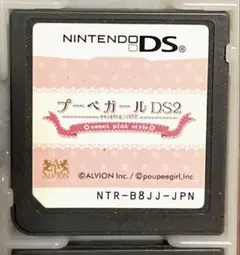 NINTENDO DS
プーペガールDS2
sweet pink style
ALVION
©ALVION Inc./©poupeegirl,Inc.
NTR-B8JJ-JPN